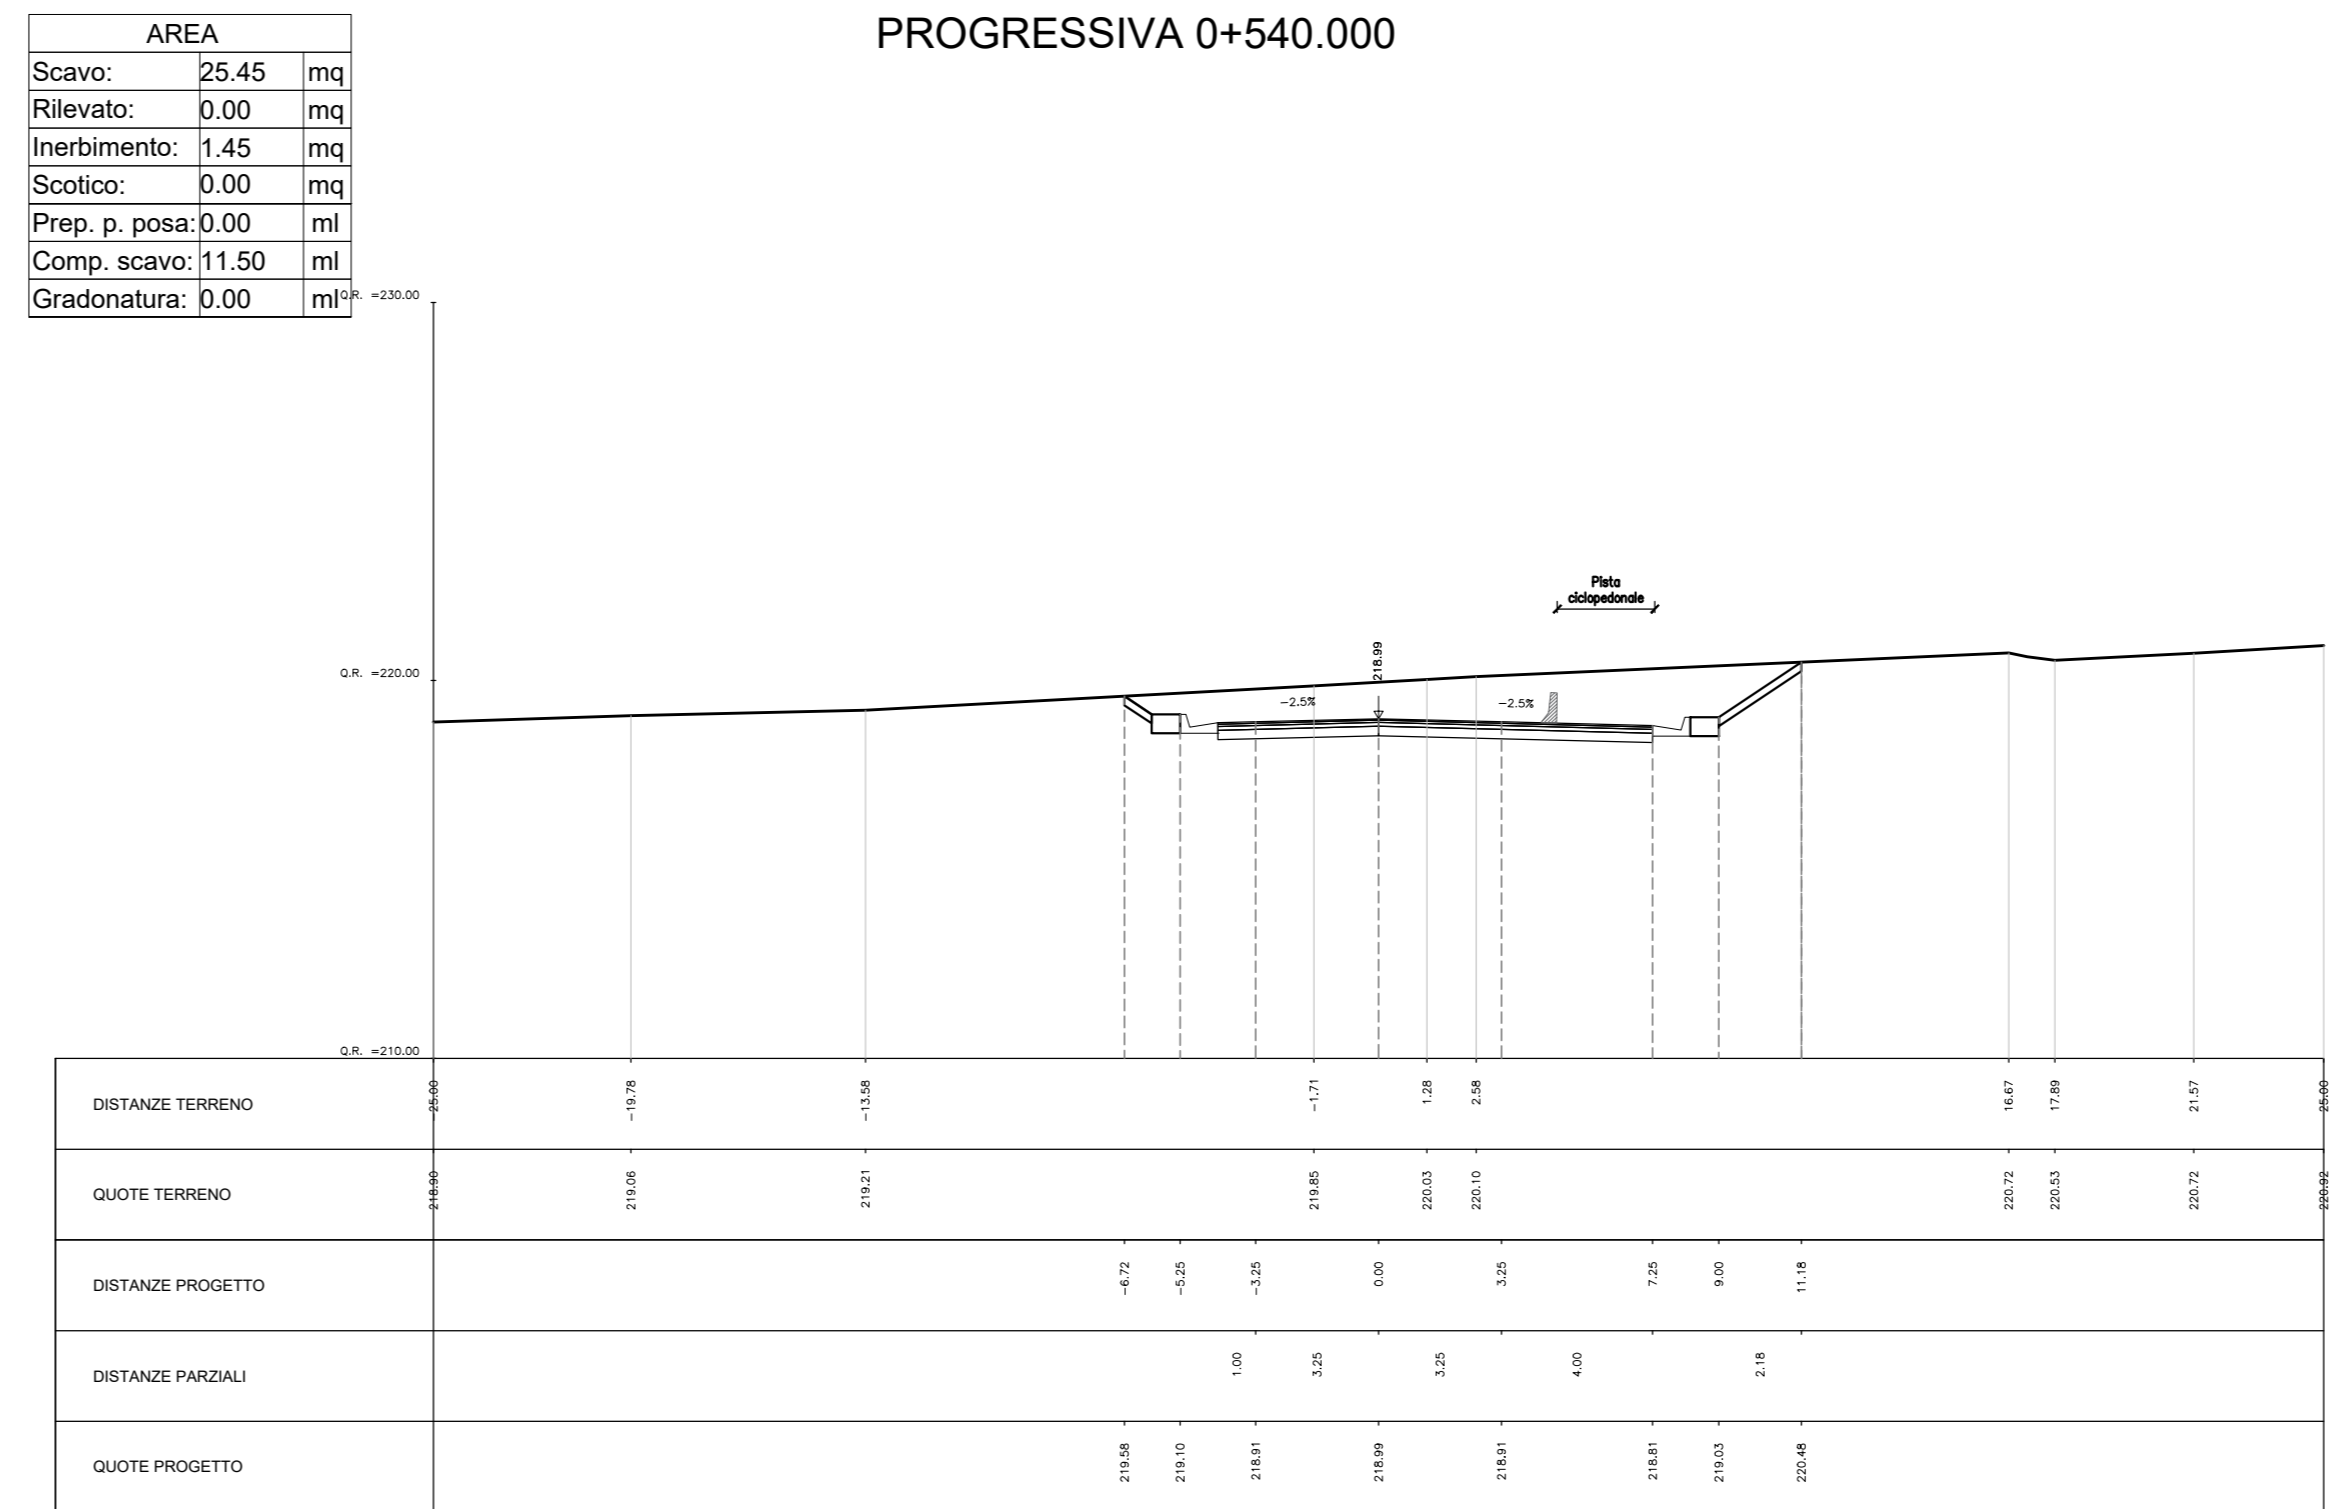 PROGRESSIVA 0+540.000
AREA
Scavo: 25.45 mq
Rilevato: 0.00 mq
Inerbimento: 1.45 mq
Scotico: 0.00 mq
Prep. p. posa: 0.00 ml
Comp. scavo: 11.50 ml
Gradonatura: 0.00 ml
Q.R. =230.00
Pista
ciclopedonale
218.99
Q.R. =220.00
-2.5%
-2.5%
Q.R. =210.00
DISTANZE TERRENO -25.00 -19.78 -13.58 -1.71 1.28 2.58 16.67 17.89 21.57 25.00
QUOTE TERRENO 218.90 219.06 219.21 219.85 220.03 220.10 220.72 220.53 220.72 220.92
DISTANZE PROGETTO -6.72 -5.25 -3.25 0.00 3.25 7.25 9.00 11.18
DISTANZE PARZIALI 1.00 3.25 3.25 4.00 2.18
QUOTE PROGETTO 219.58 219.10 218.91 218.99 218.91 218.81 219.03 220.48